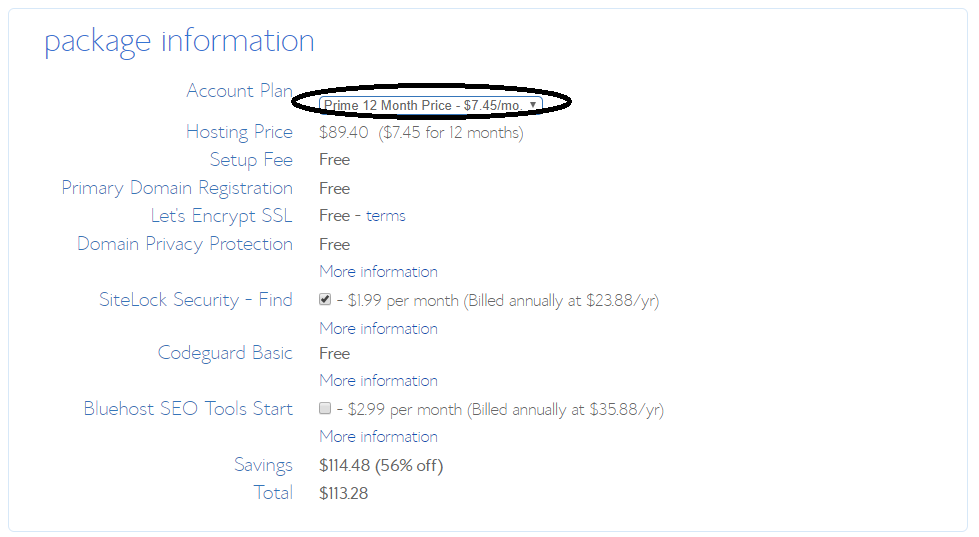 package information
Account Plan Prime 12 Month Price - $7.45/mo.
Hosting Price $89.40 ($7.45 for 12 months)
Setup Fee Free
Primary Domain Registration Free
Let's Encrypt SSL Free - terms
Domain Privacy Protection Free
More information
SiteLock Security - Find - $1.99 per month (Billed annually at $23.88/yr)
More information
Codeguard Basic Free
More information
Bluehost SEO Tools Start - $2.99 per month (Billed annually at $35.88/yr)
More information
Savings $114.48 (56% off)
Total $113.28